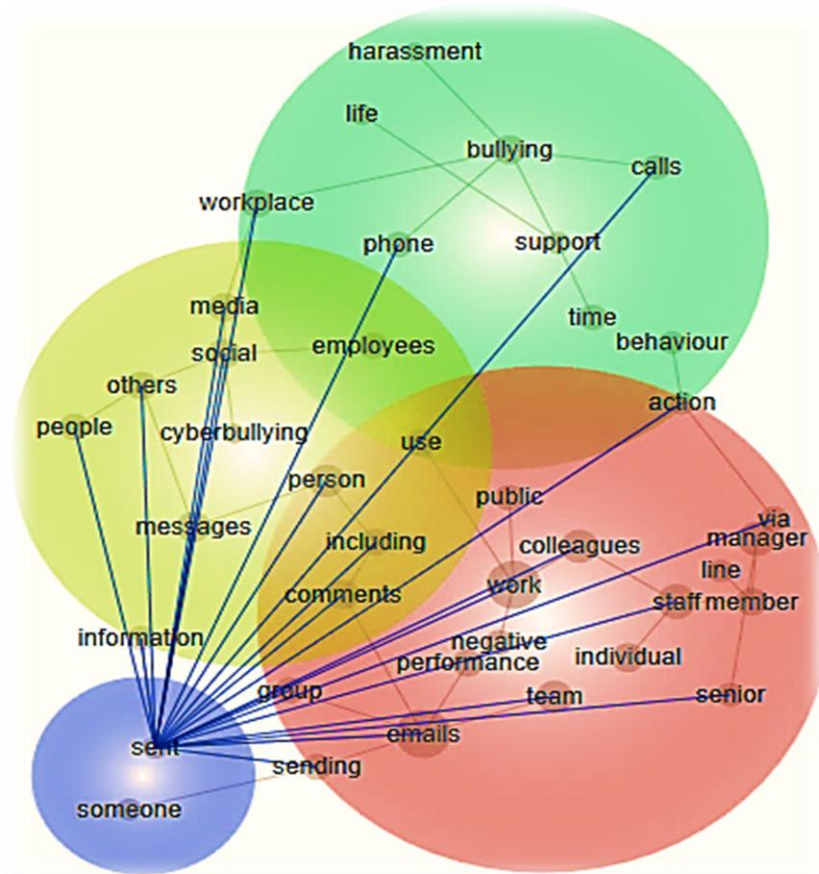 harassment
life
bullying
calls
workplace
phone
support
media
time
social
employees
behaviour
others
people
cyberbullying
use
action
person
public
messages
including
colleagues
via
manager
line
comments
work
staff
member
information
negative
performance
individual
group
team
senior
sent
emails
sending
someone